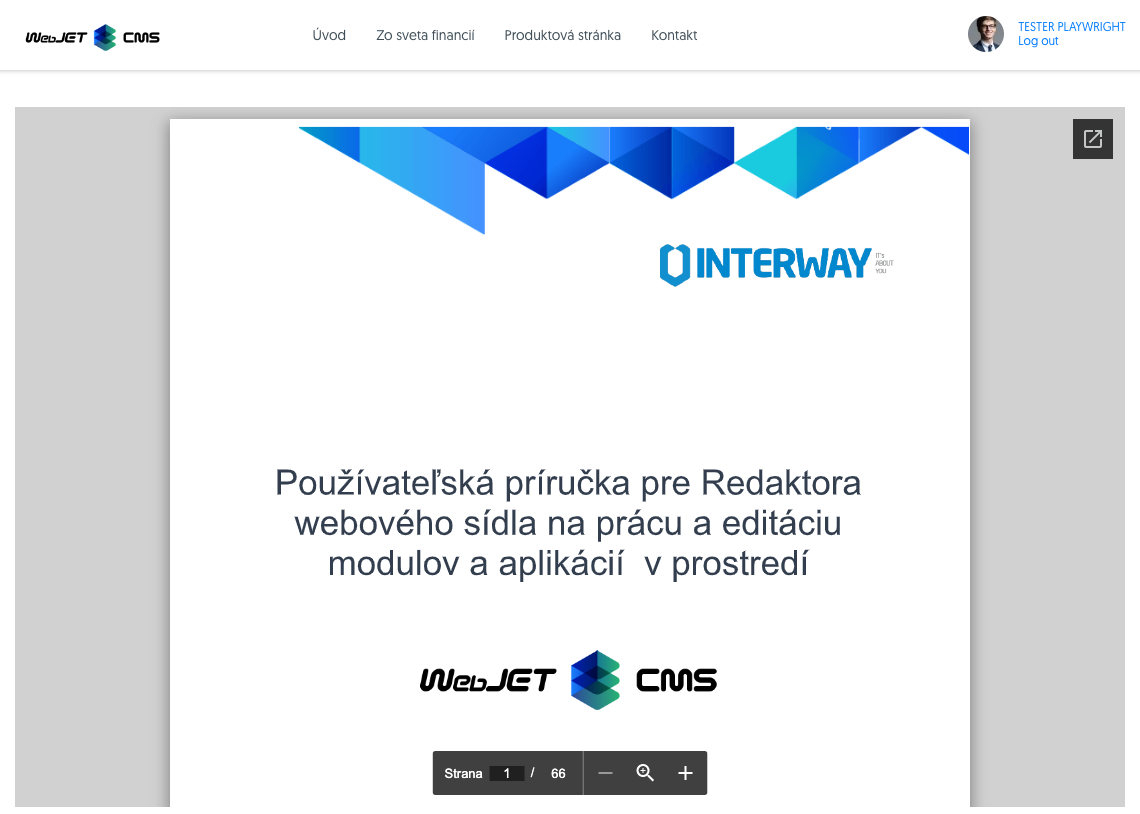 WebJET CMS
Úvod Zo sveta financií Produktová stránka Kontakt
TESTER PLAYWRIGHT
Log out
INTERWAY
IT's
ABOUT
YOU
Používateľská príručka pre Redaktora
webového sídla na prácu a editáciu
modulov a aplikácií v prostredí
WebJET CMS
Strana 1 / 66